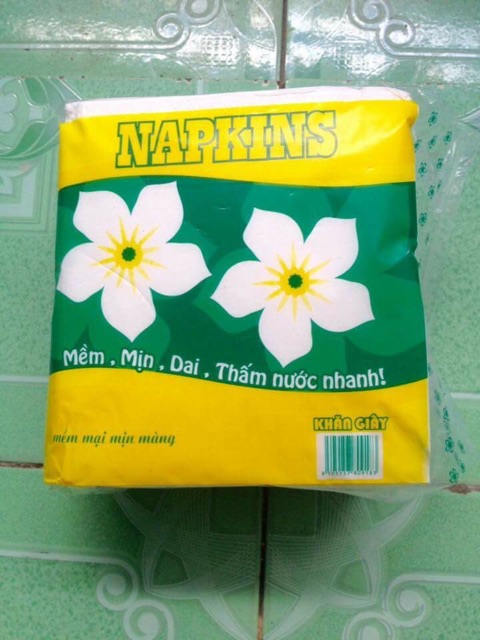 NAPKINS
Mềm , Mịn , Dai , Thấm nước nhanh!
KHĂN GIẤY
mềm mại mịn màng